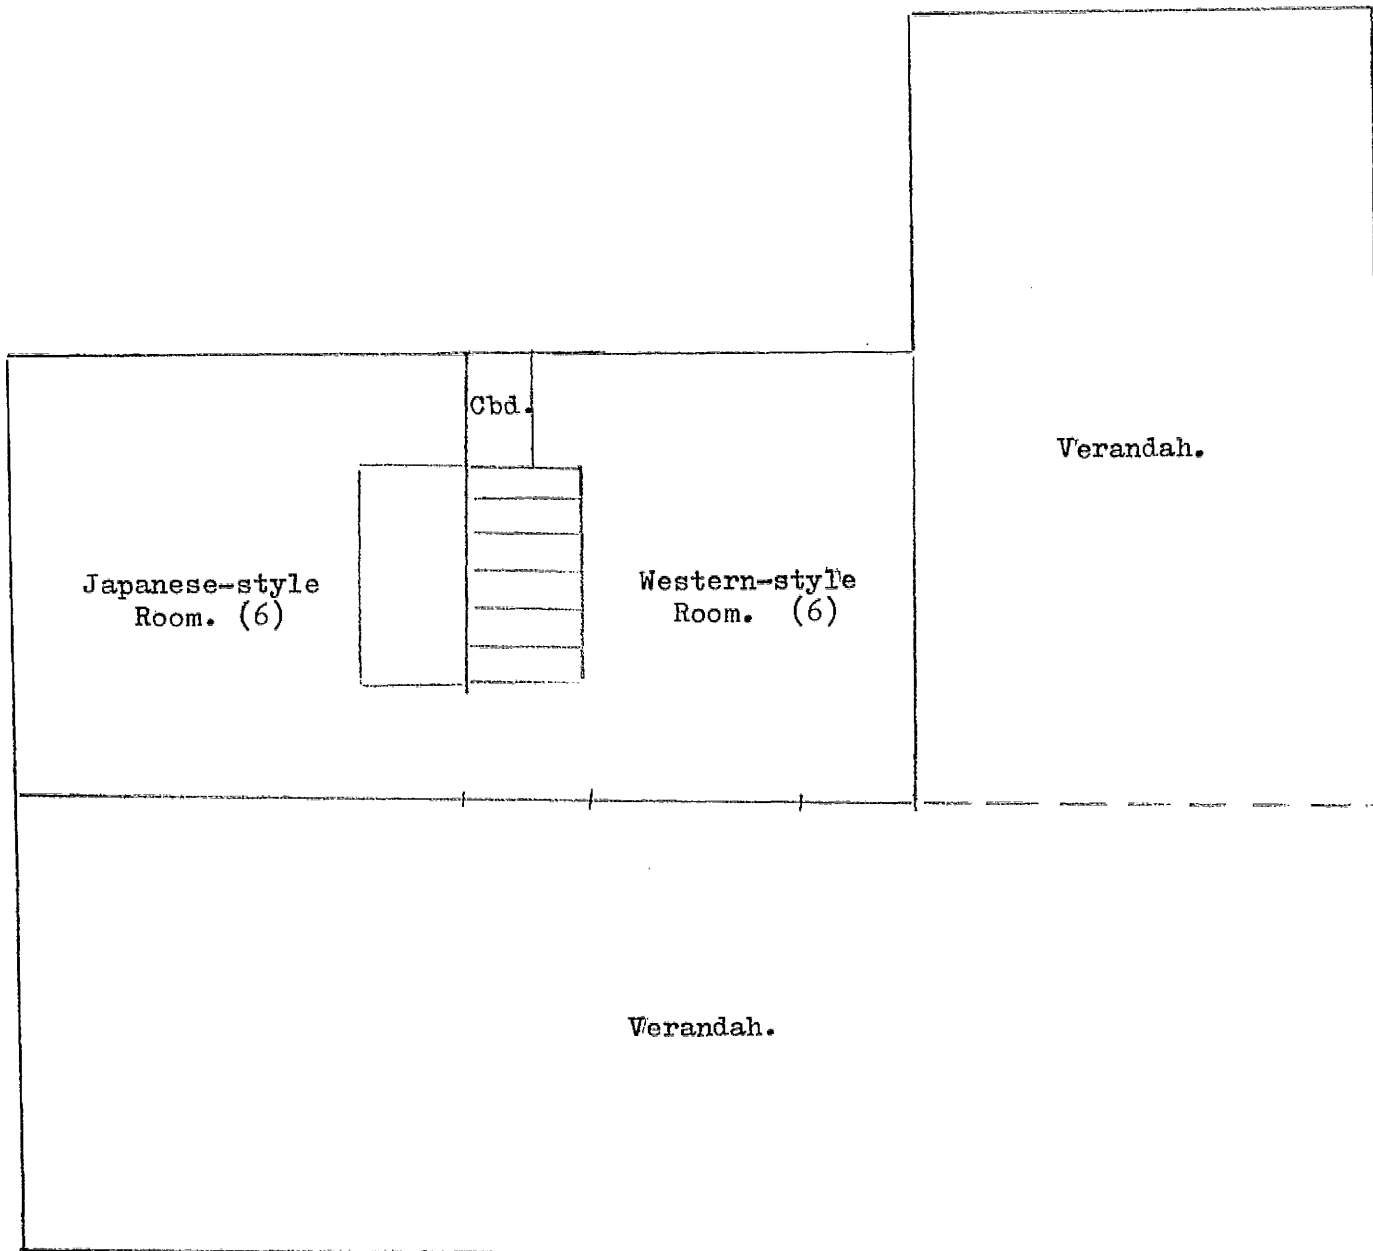 Cbd.
Verandah.
Japanese-style
Room. (6)
Western-style
Room. (6)
Verandah.